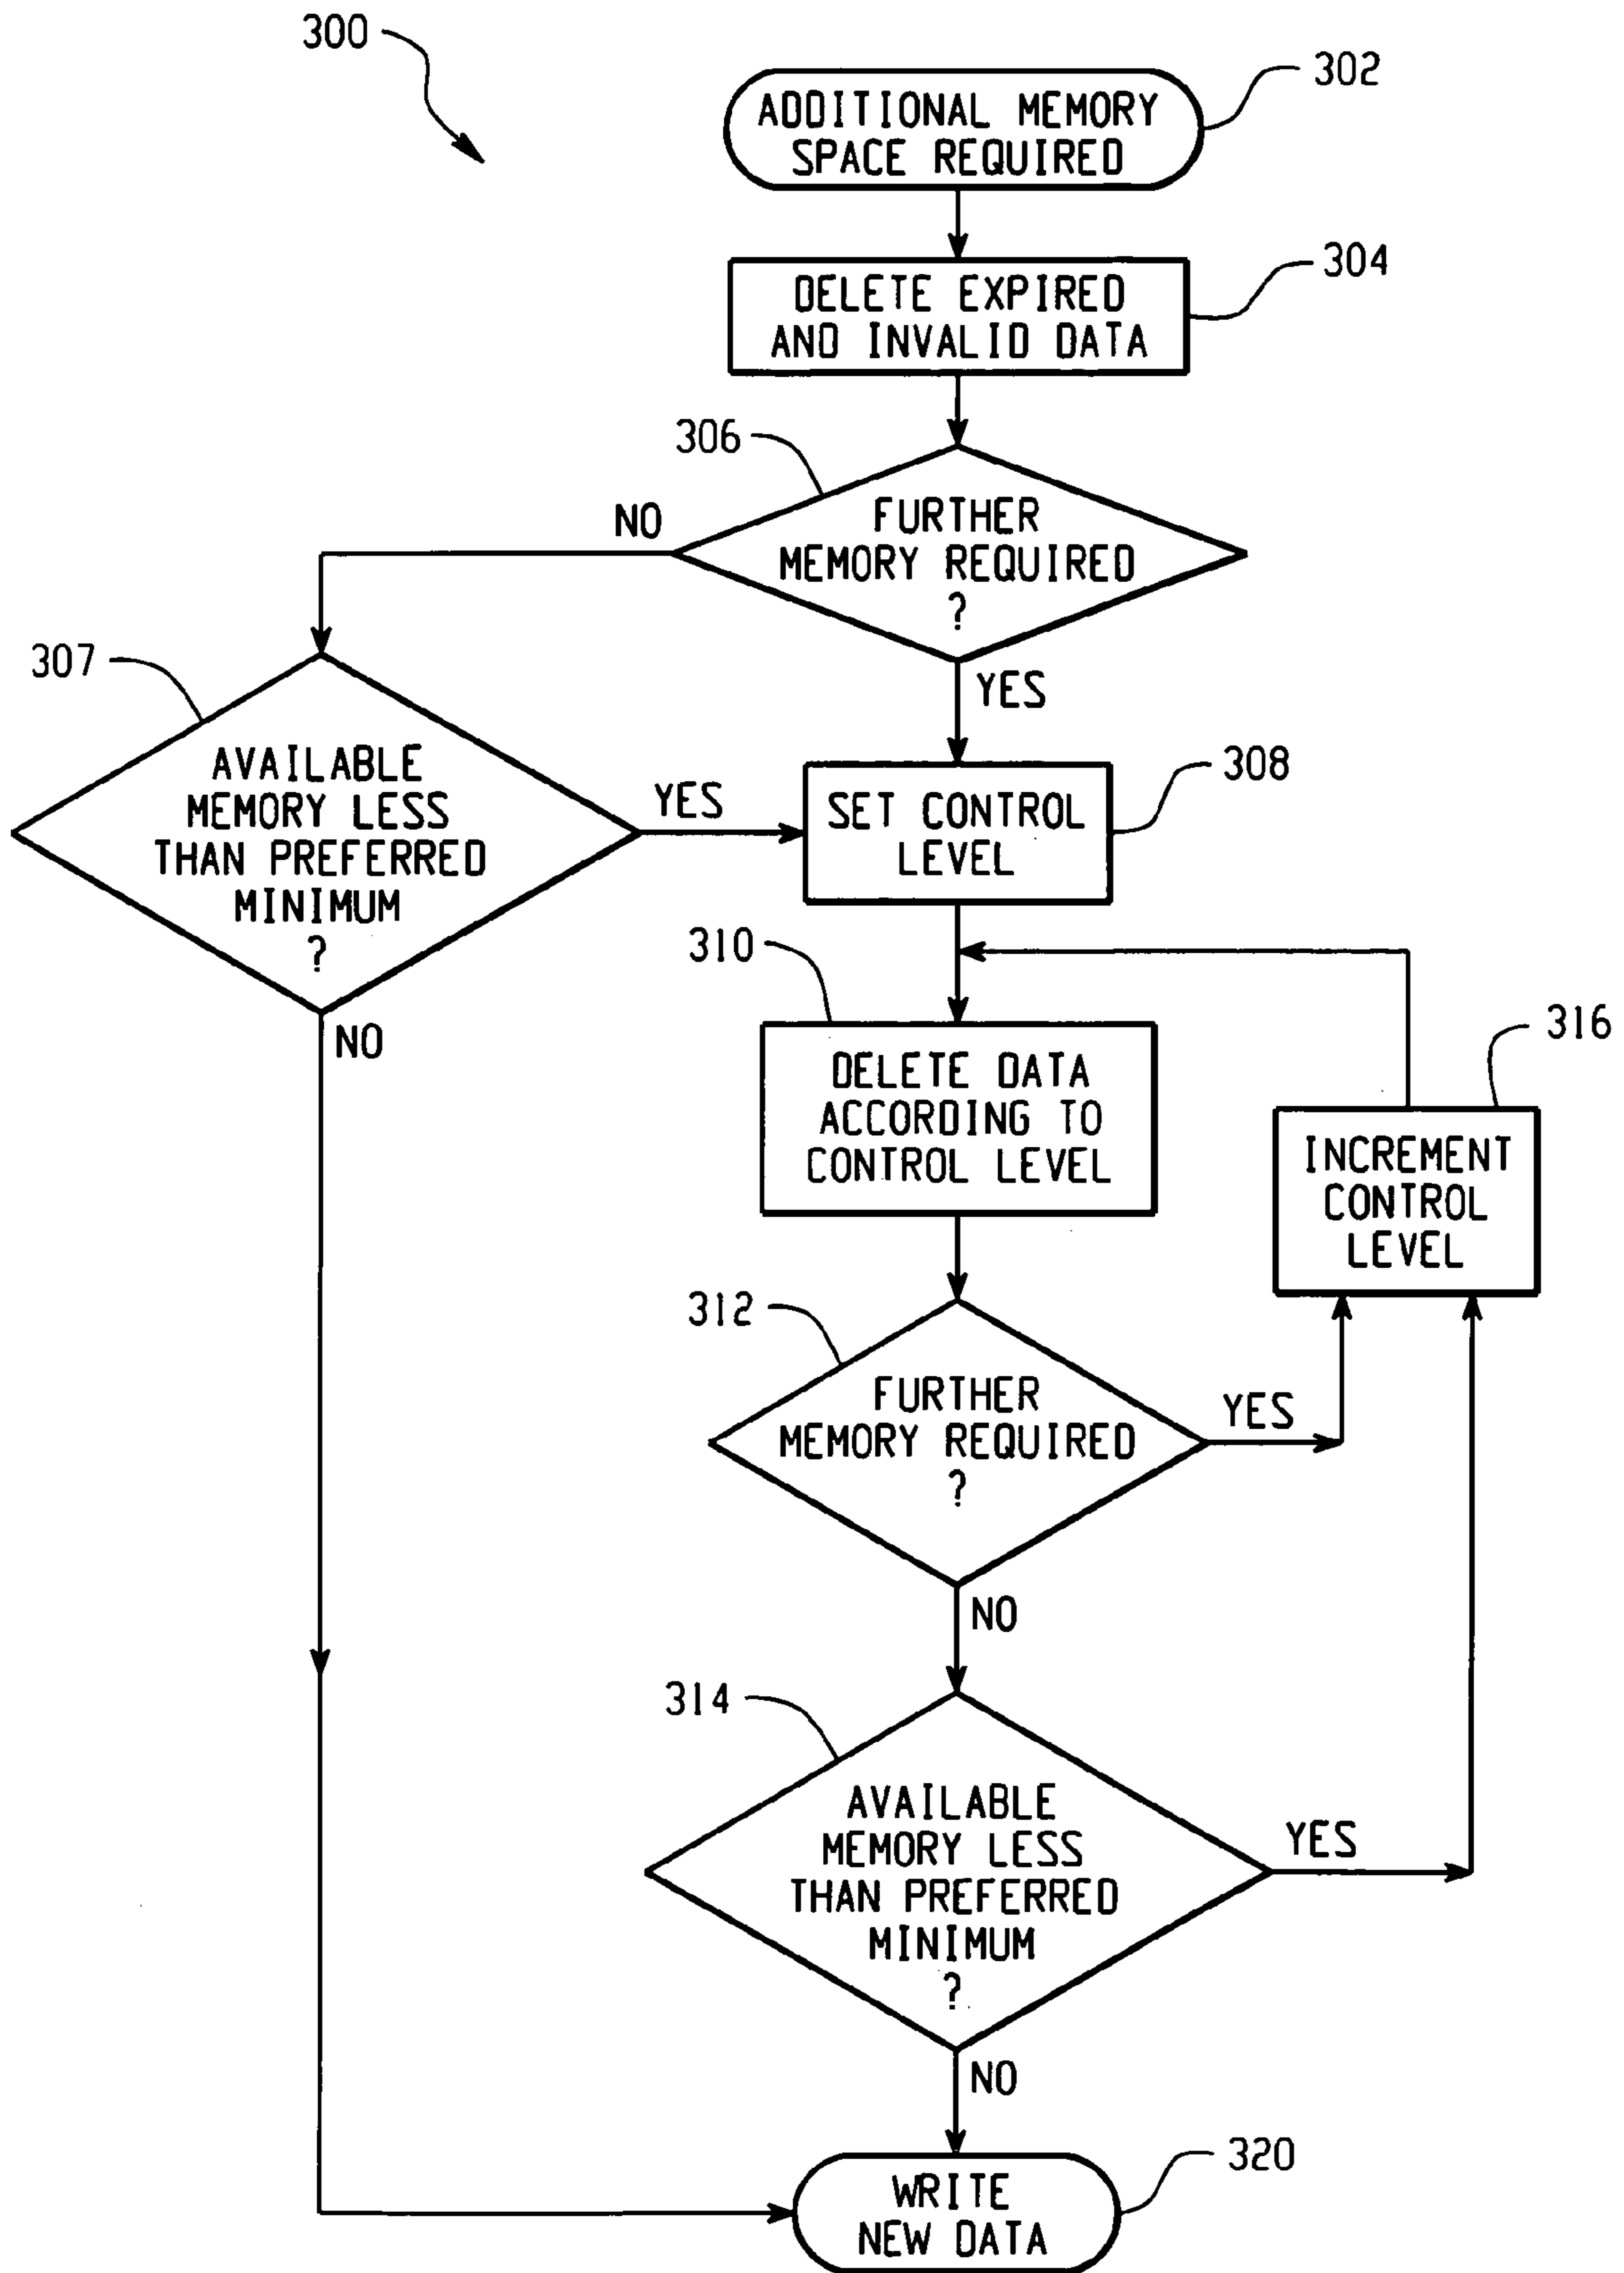 300
302
ADDITIONAL MEMORY
SPACE REQUIRED
304
DELETE EXPIRED
AND INVALID DATA
306
NO
FURTHER
MEMORY REQUIRED
?
307
YES
AVAILABLE
MEMORY LESS
THAN PREFERRED
MINIMUM
?
YES
308
SET CONTROL
LEVEL
310
NO
316
DELETE DATA
ACCORDING TO
CONTROL LEVEL
INCREMENT
CONTROL
LEVEL
312
FURTHER
MEMORY REQUIRED
?
YES
NO
314
AVAILABLE
MEMORY LESS
THAN PREFERRED
MINIMUM
?
YES
NO
320
WRITE
NEW DATA